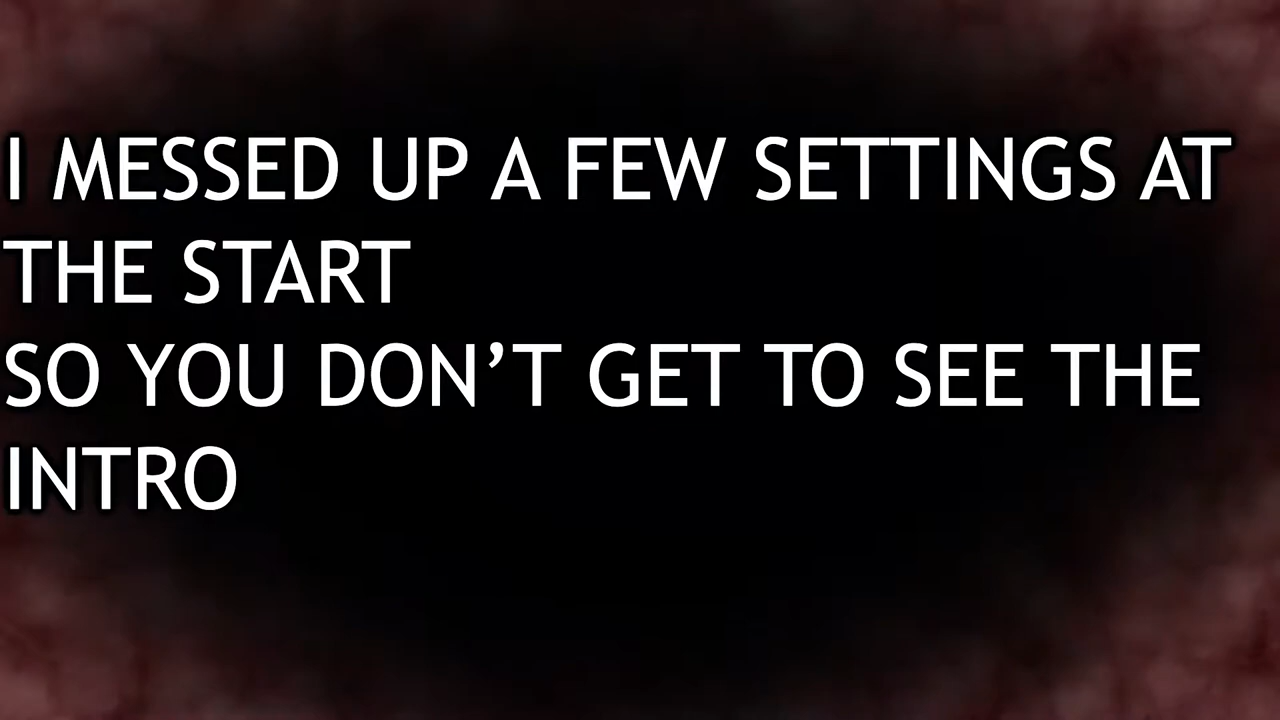 I MESSED UP A FEW SETTINGS AT
THE START
SO YOU DON’T GET TO SEE THE
INTRO